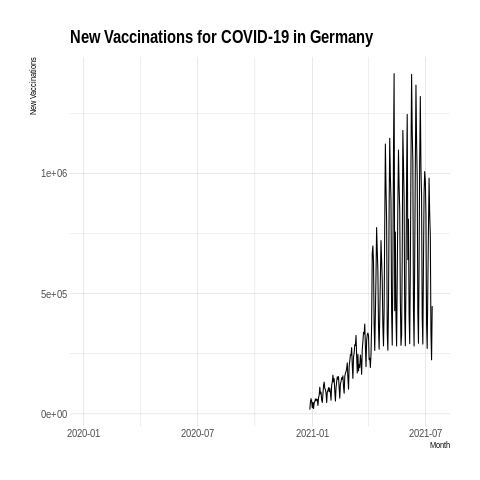 New Vaccinations for COVID-19 in Germany
New Vaccinations
1e+06
5e+05
0e+00
2020-01
2020-07
2021-01
2021-07
Month